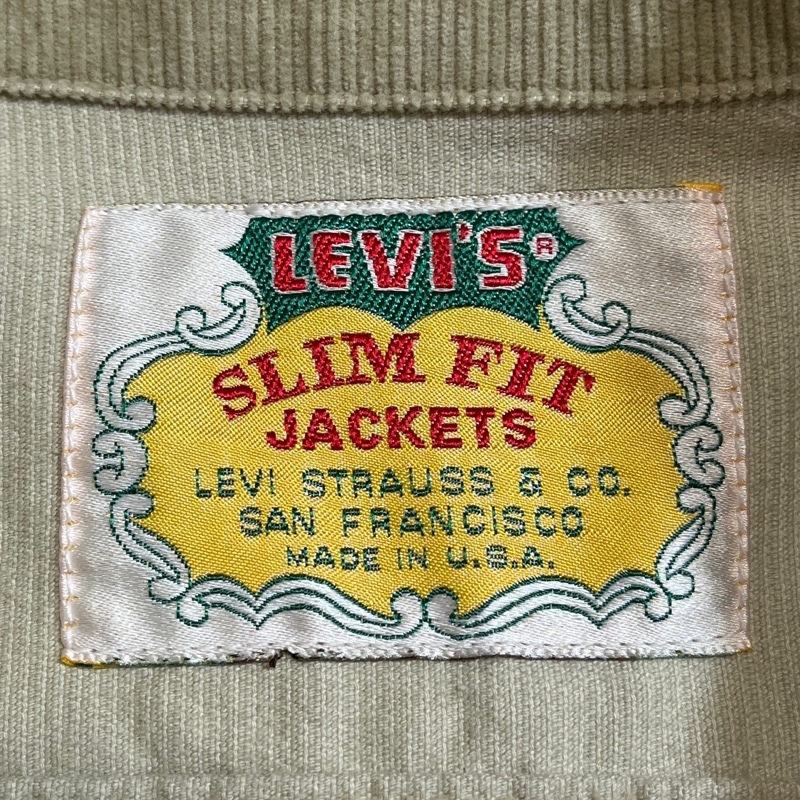 LEVI'S®
SLIM FIT
JACKETS
LEVI STRAUSS & CO.
SAN FRANCISCO
MADE IN U.S.A.